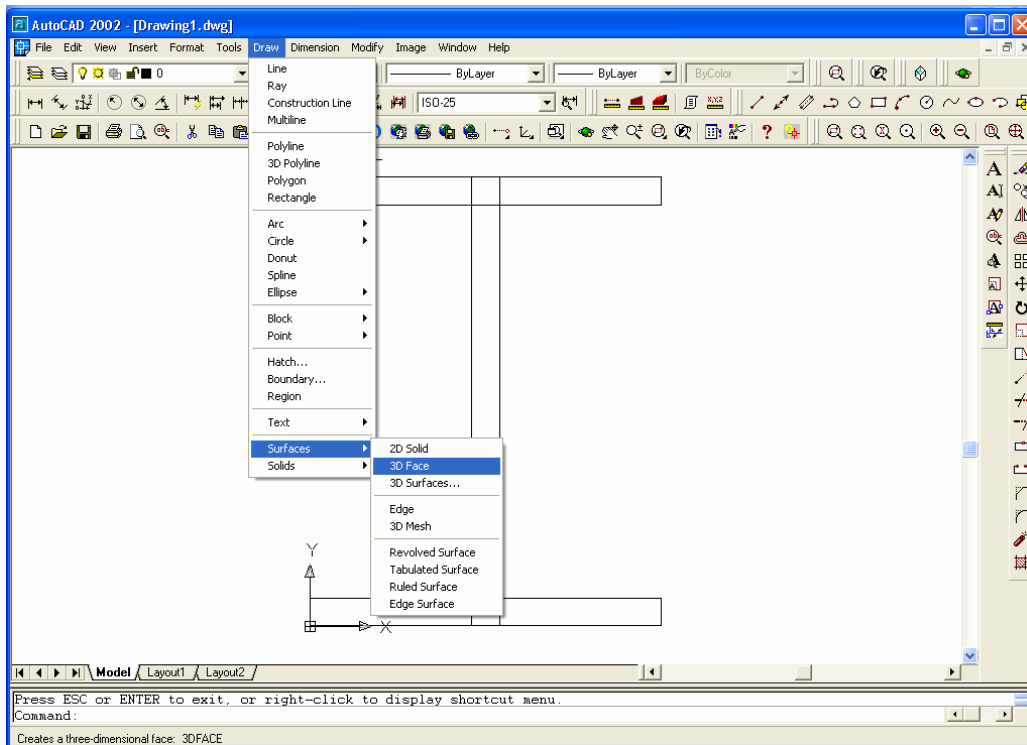 AutoCAD 2002 - [Drawing1.dwg]
File Edit View Insert Format Tools Draw Dimension Modify Image Window Help
0 ByLayer ByLayer ByColor
ISO-25
Line
Ray
Construction Line
Multiline
Polyline
3D Polyline
Polygon
Rectangle
Arc
Circle
Donut
Spline
Ellipse
Block
Point
Hatch...
Boundary...
Region
Text
Surfaces
Solids
2D Solid
3D Face
3D Surfaces...
Edge
3D Mesh
Revolved Surface
Tabulated Surface
Ruled Surface
Edge Surface
Y
X
Model Layout1 Layout2
Press ESC or ENTER to exit, or right-click to display shortcut menu.
Command:
Creates a three-dimensional face: 3DFACE